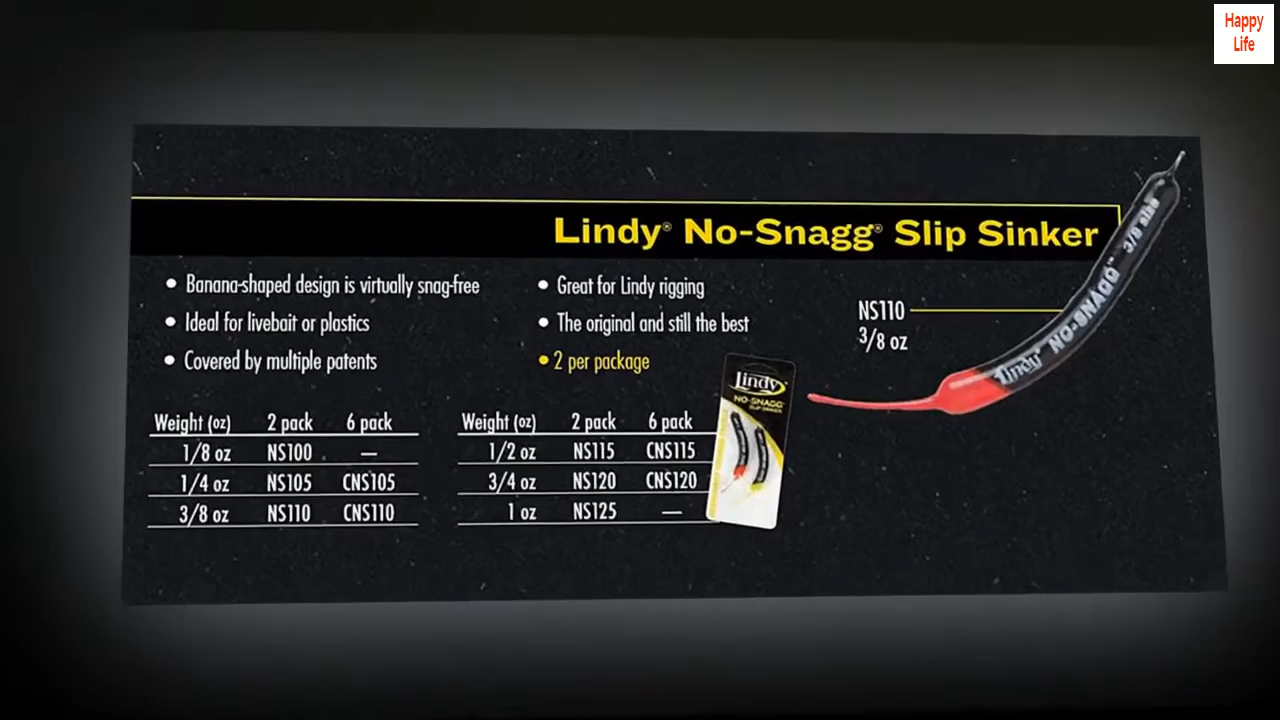 Happy
Life
Lindy® No-Snagg® Slip Sinker
• Banana-shaped design is virtually snag-free
• Ideal for livebait or plastics
• Covered by multiple patents
• Great for Lindy rigging
• The original and still the best
• 2 per package
NS110
3/8 oz
Lindy NO-SNAGG™ 3/8 size
Weight (oz) 2 pack 6 pack
1/8 oz NS100 —
1/4 oz NS105 CNS105
3/8 oz NS110 CNS110
Weight (oz) 2 pack 6 pack
1/2 oz NS115 CNS115
3/4 oz NS120 CNS120
1 oz NS125 —
Lindy
NO-SNAGG
SLIP SINKER